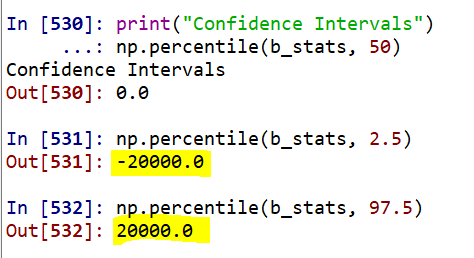 In [530]: print("Confidence Intervals")
     ...: np.percentile(b_stats, 50)
Confidence Intervals
Out[530]: 0.0
In [531]: np.percentile(b_stats, 2.5)
Out[531]: -20000.0
In [532]: np.percentile(b_stats, 97.5)
Out[532]: 20000.0